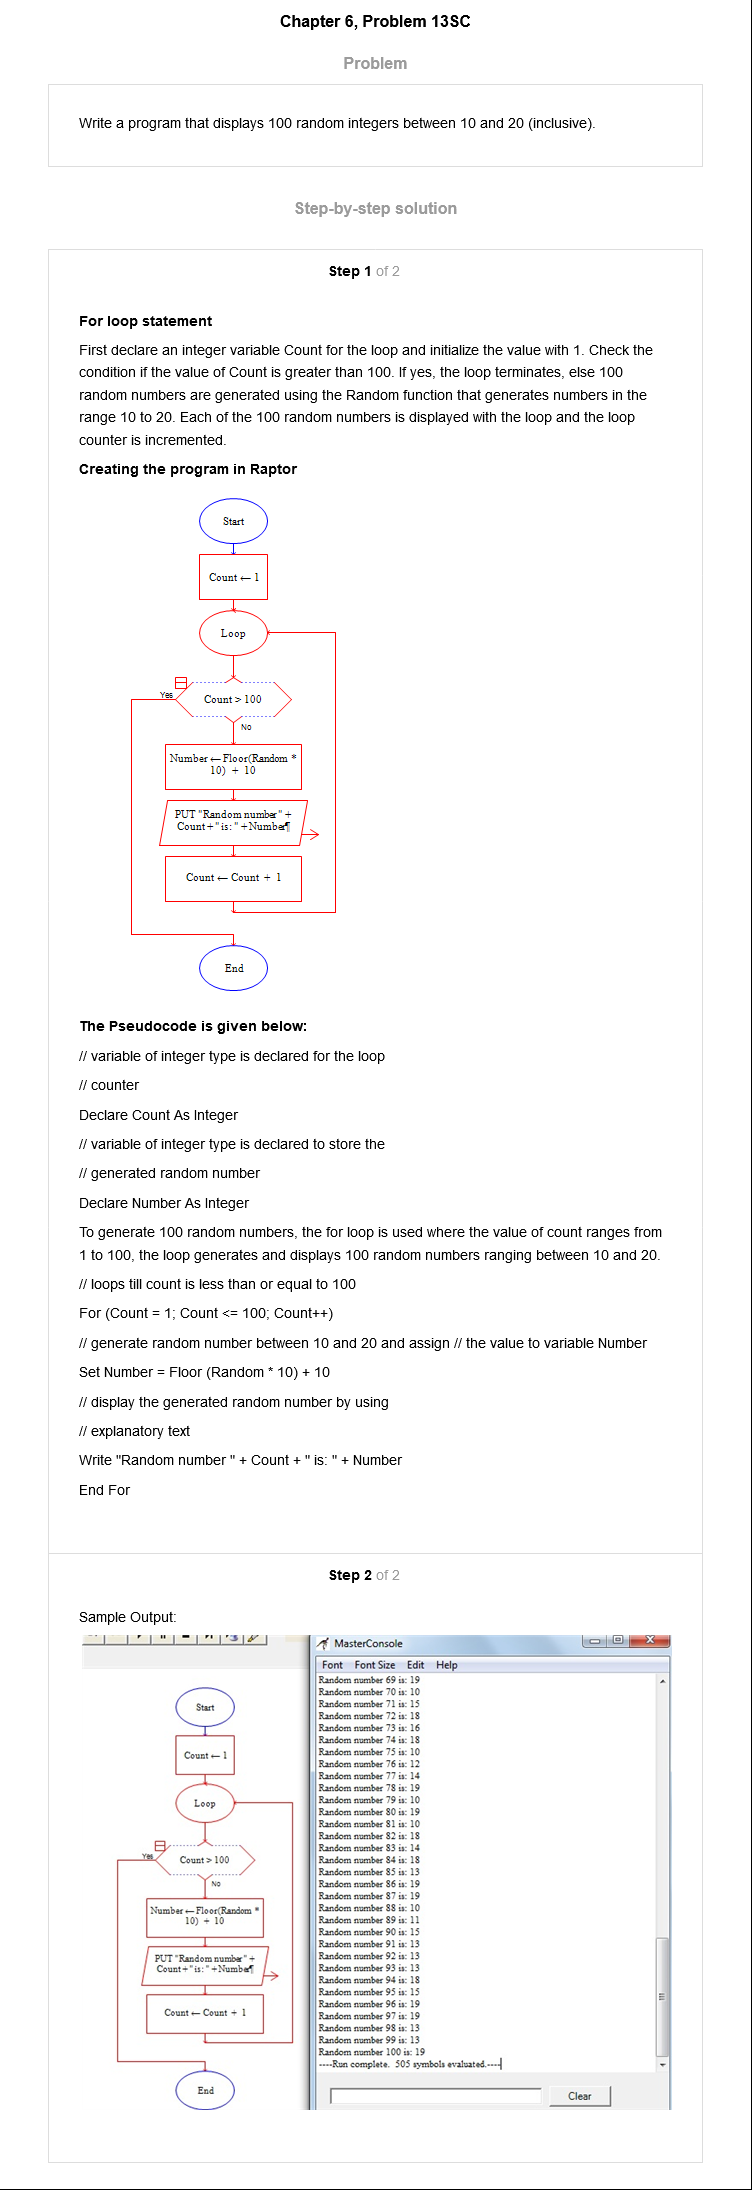 Chapter 6, Problem 13SC
Problem
Write a program that displays 100 random integers between 10 and 20 (inclusive).
Step-by-step solution
Step 1 of 2
For loop statement
First declare an integer variable Count for the loop and initialize the value with 1. Check the
condition if the value of Count is greater than 100. If yes, the loop terminates, else 100
random numbers are generated using the Random function that generates numbers in the
range 10 to 20. Each of the 100 random numbers is displayed with the loop and the loop
counter is incremented.
Creating the program in Raptor
Start
Count ← 1
Loop
Yes
Count > 100
No
Number ← Floor(Random *
10) + 10
PUT "Random number" +
Count+"is:"+Number¶
Count ← Count + 1
End
The Pseudocode is given below:
// variable of integer type is declared for the loop
// counter
Declare Count As Integer
// variable of integer type is declared to store the
// generated random number
Declare Number As Integer
To generate 100 random numbers, the for loop is used where the value of count ranges from
1 to 100, the loop generates and displays 100 random numbers ranging between 10 and 20.
// loops till count is less than or equal to 100
For (Count = 1; Count <= 100; Count++)
// generate random number between 10 and 20 and assign // the value to variable Number
Set Number = Floor (Random * 10) + 10
// display the generated random number by using
// explanatory text
Write "Random number " + Count + " is: " + Number
End For
Step 2 of 2
Sample Output:
Start
Count ← 1
Loop
Yes
Count > 100
No
Number ← Floor(Random *
10) + 10
PUT "Random number" +
Count+"is:"+Number¶
Count ← Count + 1
End
MasterConsole
Font Font Size Edit Help
Random number 69 is: 19
Random number 70 is: 10
Random number 71 is: 15
Random number 72 is: 18
Random number 73 is: 16
Random number 74 is: 18
Random number 75 is: 10
Random number 76 is: 12
Random number 77 is: 14
Random number 78 is: 19
Random number 79 is: 10
Random number 80 is: 19
Random number 81 is: 10
Random number 82 is: 18
Random number 83 is: 14
Random number 84 is: 18
Random number 85 is: 13
Random number 86 is: 19
Random number 87 is: 19
Random number 88 is: 10
Random number 89 is: 11
Random number 90 is: 15
Random number 91 is: 13
Random number 92 is: 13
Random number 93 is: 13
Random number 94 is: 18
Random number 95 is: 15
Random number 96 is: 19
Random number 97 is: 19
Random number 98 is: 13
Random number 99 is: 13
Random number 100 is: 19
----Run complete. 505 symbols evaluated.----
Clear